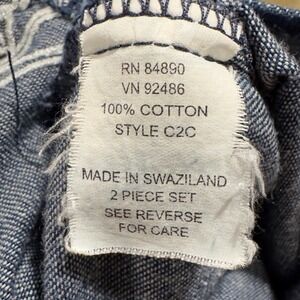 RN 84890
VN 92486
100% COTTON
STYLE C2C
MADE IN SWAZILAND
2 PIECE SET
SEE REVERSE
FOR CARE